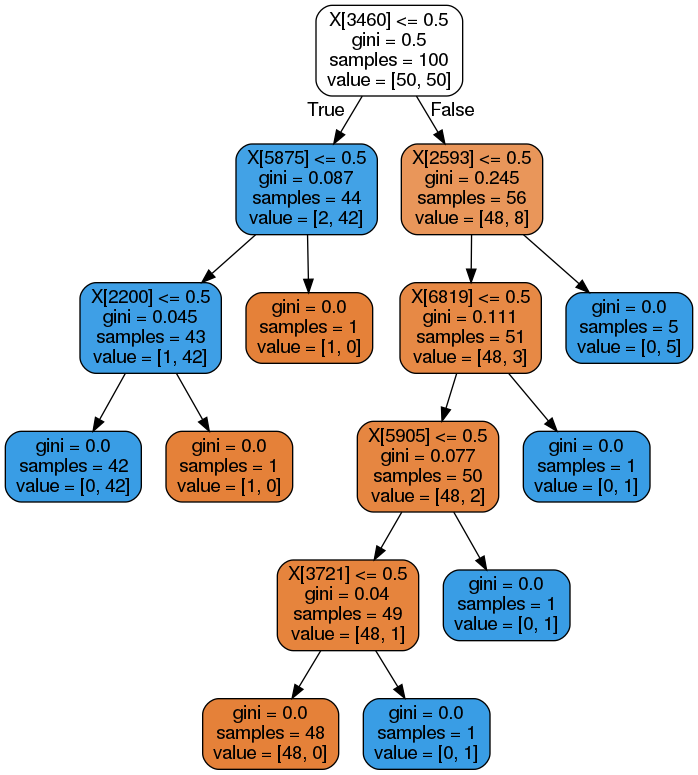 X[3460] <= 0.5
gini = 0.5
samples = 100
value = [50, 50]
True
False
X[5875] <= 0.5
gini = 0.087
samples = 44
value = [2, 42]
X[2593] <= 0.5
gini = 0.245
samples = 56
value = [48, 8]
X[2200] <= 0.5
gini = 0.045
samples = 43
value = [1, 42]
gini = 0.0
samples = 1
value = [1, 0]
X[6819] <= 0.5
gini = 0.111
samples = 51
value = [48, 3]
gini = 0.0
samples = 5
value = [0, 5]
gini = 0.0
samples = 42
value = [0, 42]
gini = 0.0
samples = 1
value = [1, 0]
X[5905] <= 0.5
gini = 0.077
samples = 50
value = [48, 2]
gini = 0.0
samples = 1
value = [0, 1]
X[3721] <= 0.5
gini = 0.04
samples = 49
value = [48, 1]
gini = 0.0
samples = 1
value = [0, 1]
gini = 0.0
samples = 48
value = [48, 0]
gini = 0.0
samples = 1
value = [0, 1]